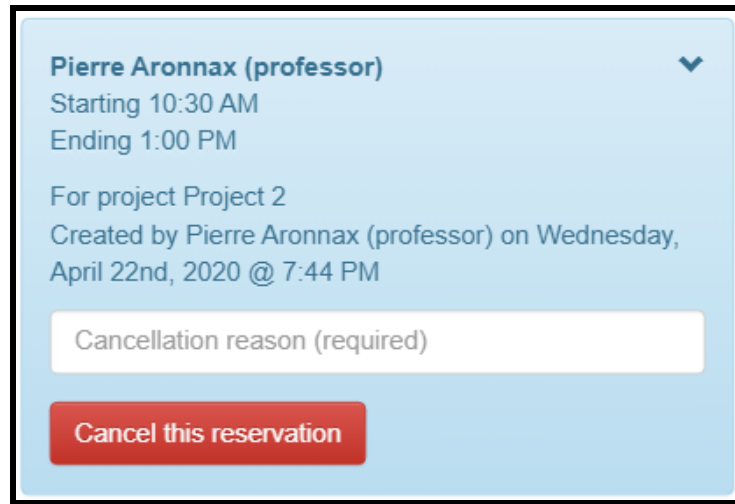 Pierre Aronnax (professor)
Starting 10:30 AM
Ending 1:00 PM
For project Project 2
Created by Pierre Aronnax (professor) on Wednesday,
April 22nd, 2020 @ 7:44 PM
Cancellation reason (required)
Cancel this reservation